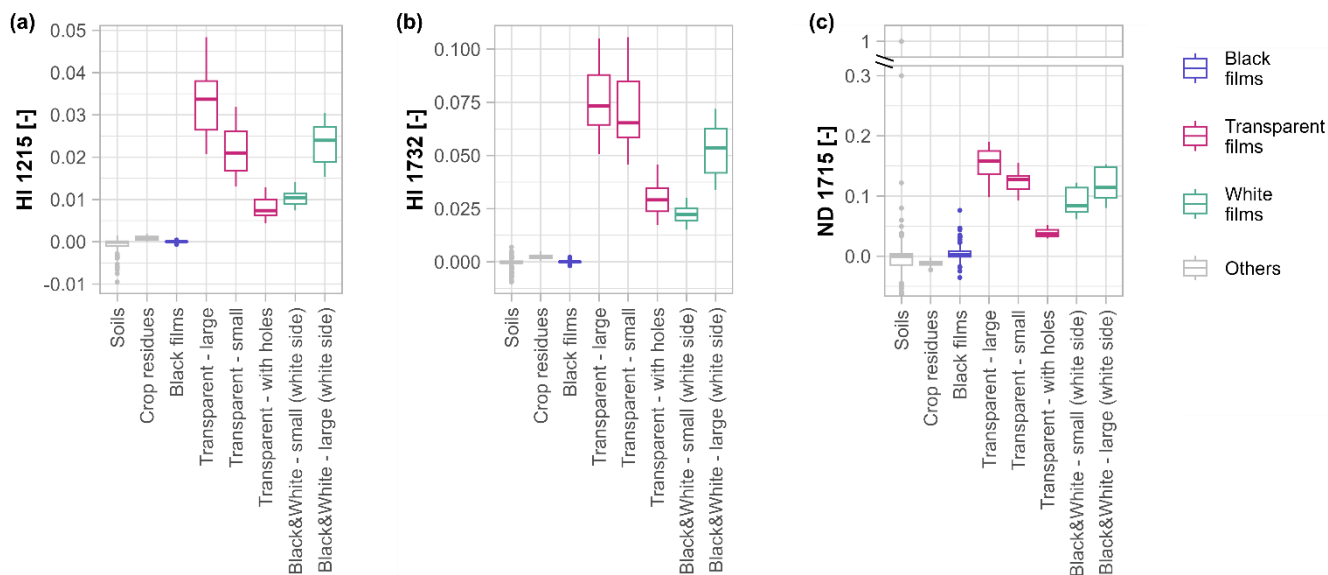 (a)
HI 1215 [-]
0.05
0.04
0.03
0.02
0.01
0.00
-0.01
Soils
Crop residues
Black films
Transparent - large
Transparent - small
Transparent - with holes
Black&White - small (white side)
Black&White - large (white side)
(b)
HI 1732 [-]
0.100
0.075
0.050
0.025
0.000
Soils
Crop residues
Black films
Transparent - large
Transparent - small
Transparent - with holes
Black&White - small (white side)
Black&White - large (white side)
(c)
ND 1715 [-]
1
0.3
0.2
0.1
0.0
Soils
Crop residues
Black films
Transparent - large
Transparent - small
Transparent - with holes
Black&White - small (white side)
Black&White - large (white side)
Black
films
Transparent
films
White
films
Others